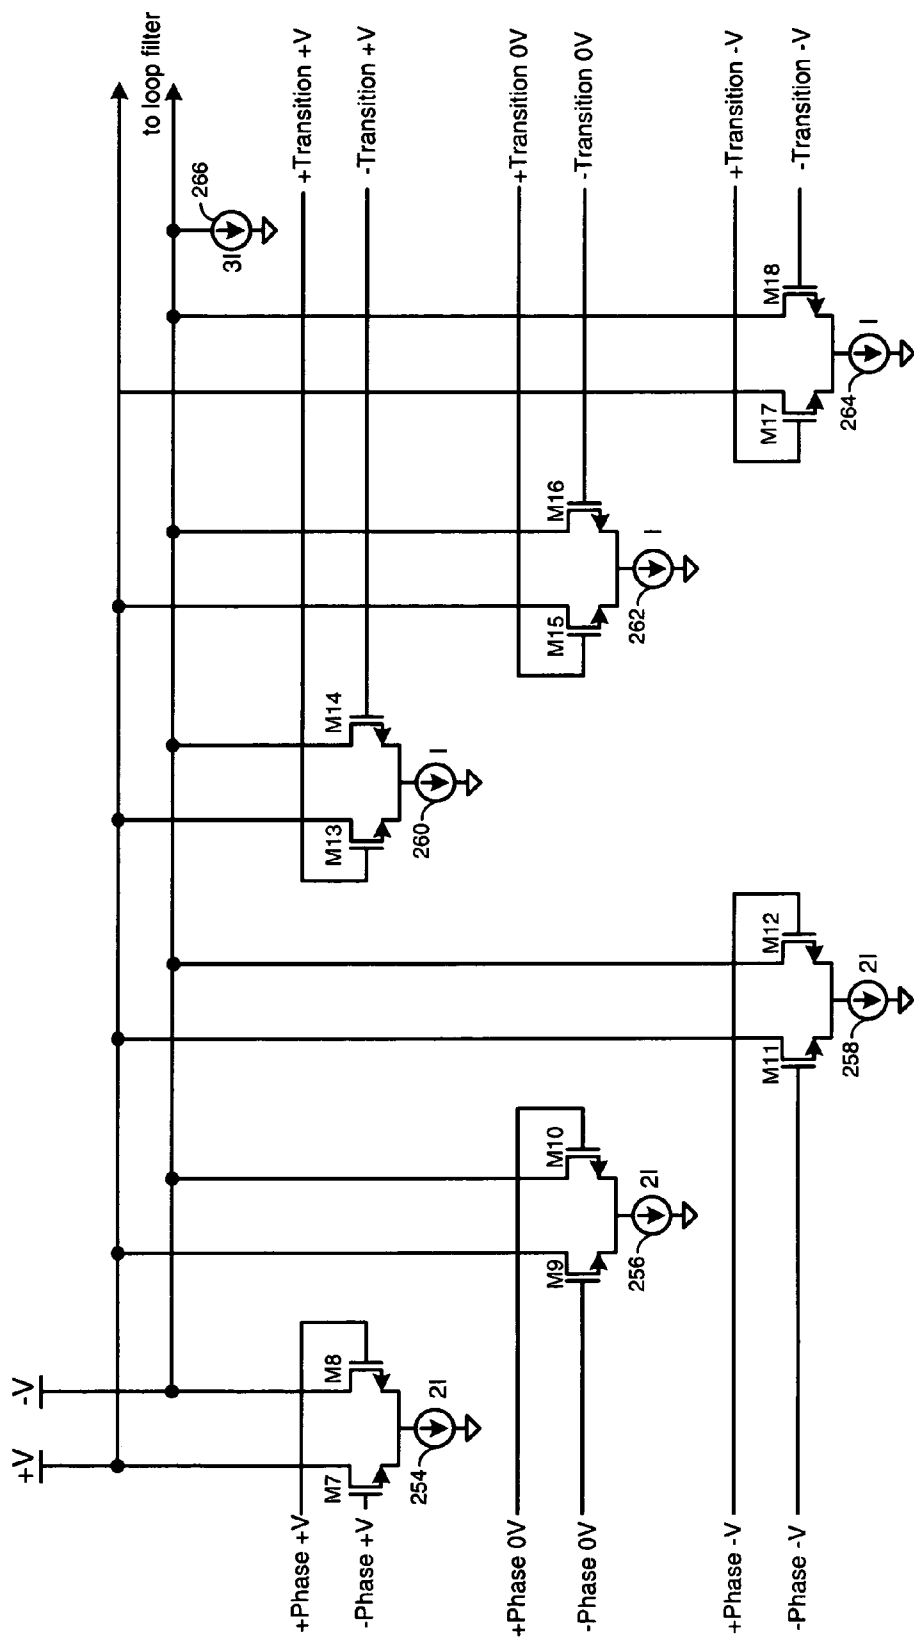 +V
-V
to loop filter
266
3I
+Phase +V
-Phase +V
M7
M8
254
2I
+Phase 0V
-Phase 0V
M9
M10
256
2I
+Phase -V
-Phase -V
M11
M12
258
2I
M13
M14
260
I
+Transition +V
-Transition +V
M15
M16
262
I
+Transition 0V
-Transition 0V
M17
M18
264
I
+Transition -V
-Transition -V